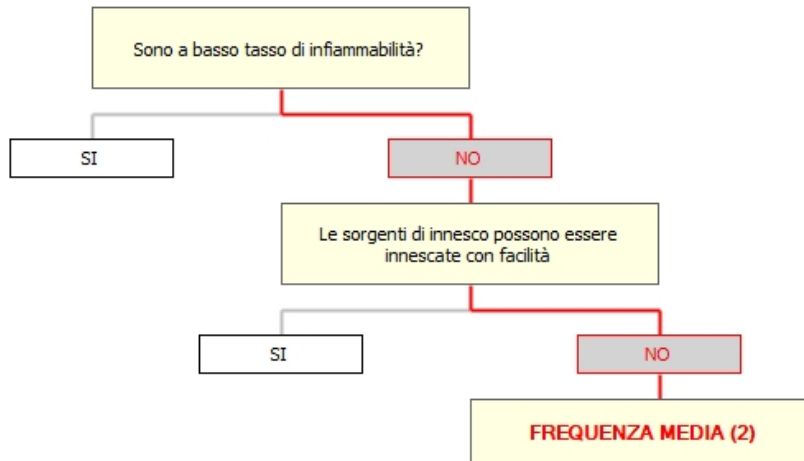 Sono a basso tasso di infiammabilità?
SI
NO
Le sorgenti di innesco possono essere
innescate con facilità
SI
NO
FREQUENZA MEDIA (2)